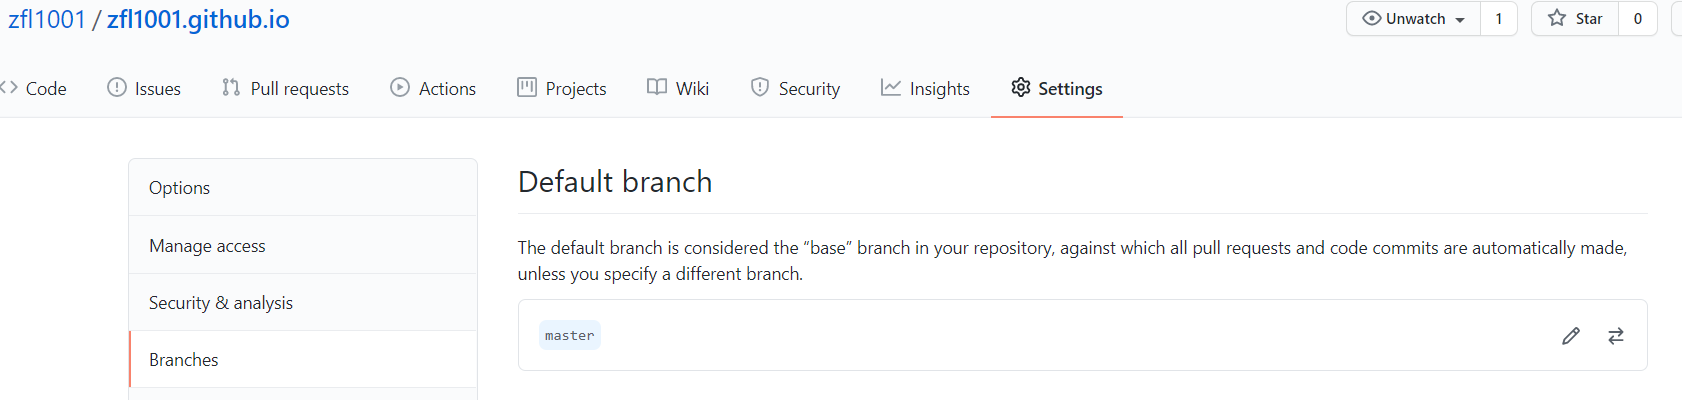 zfl1001 / zfl1001.github.io
Unwatch 1 Star 0
Code Issues Pull requests Actions Projects Wiki Security Insights Settings
Options
Manage access
Security & analysis
Branches
Default branch
The default branch is considered the “base” branch in your repository, against which all pull requests and code commits are automatically made,
unless you specify a different branch.
master